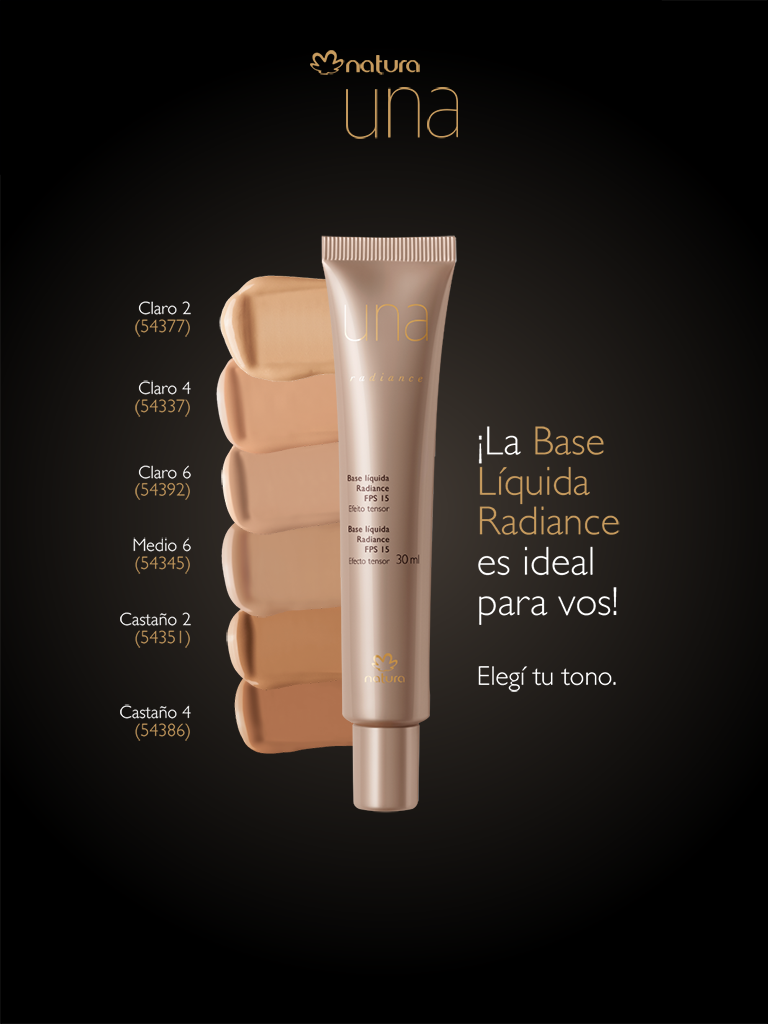 natura
una
Claro 2
(54377)
Claro 4
(54337)
Claro 6
(54392)
Medio 6
(54345)
Castaño 2
(54351)
Castaño 4
(54386)
una
radiance
Base líquida
Radiance
FPS 15
Efeito tensor
Base líquida
Radiance
FPS 15
Efecto tensor 30 ml
natura
¡La Base
Líquida
Radiance
es ideal
para vos!
Elegí tu tono.